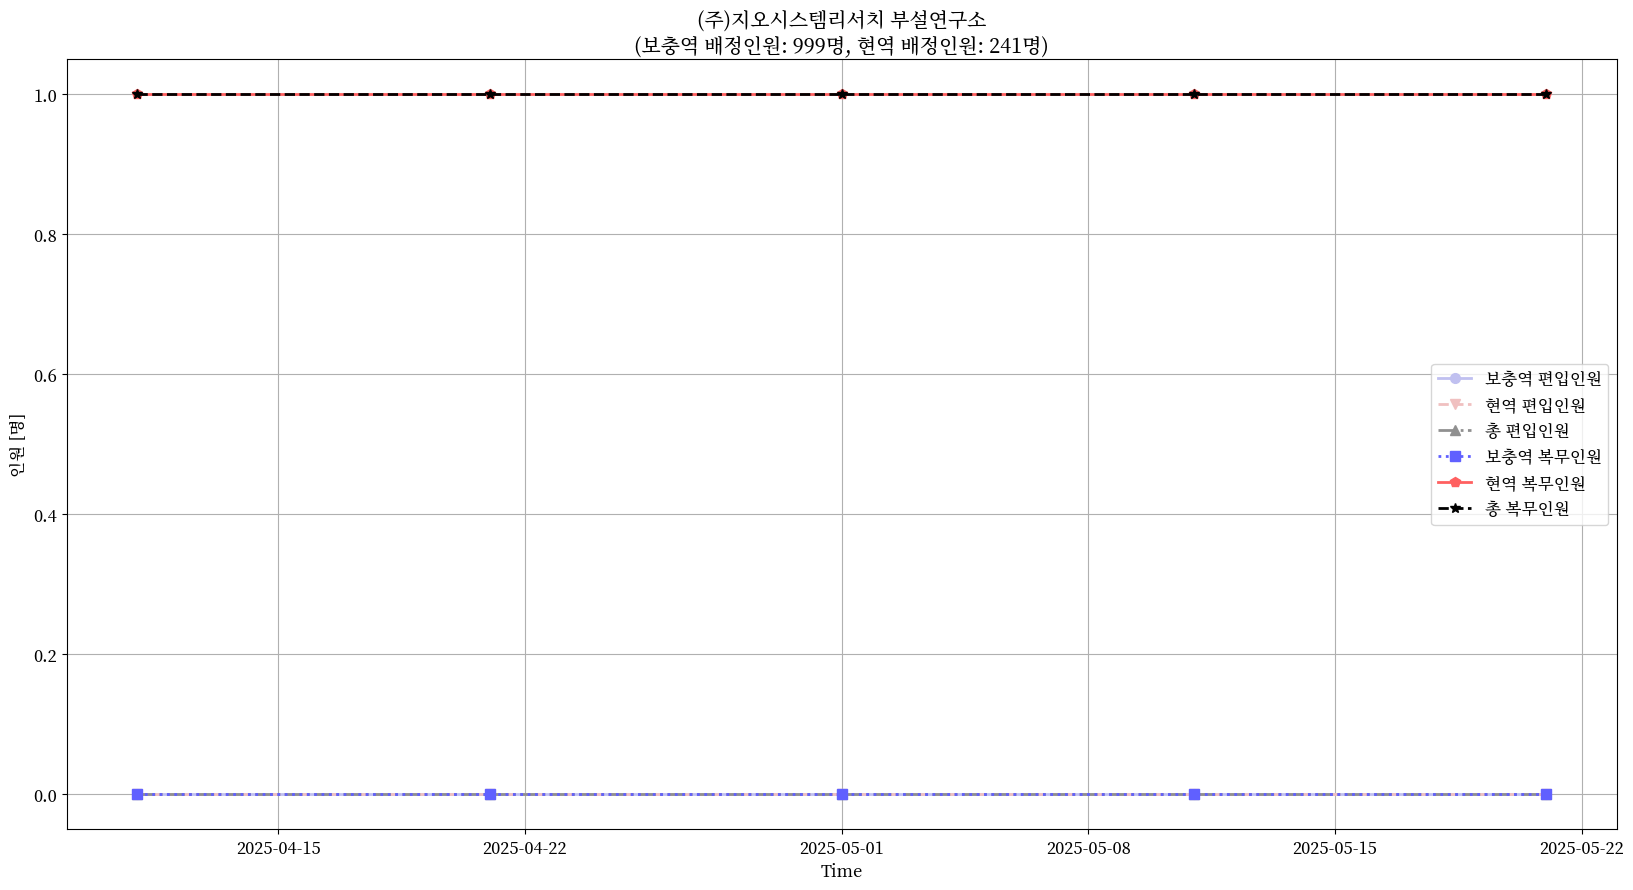 (주)지오시스템리서치 부설연구소
(보충역 배정인원: 999명, 현역 배정인원: 241명)
인원 [명]
1.0
0.8
0.6
0.4
0.2
0.0
보충역 편입인원
현역 편입인원
총 편입인원
보충역 복무인원
현역 복무인원
총 복무인원
2025-04-15
2025-04-22
2025-05-01
2025-05-08
2025-05-15
2025-05-22
Time